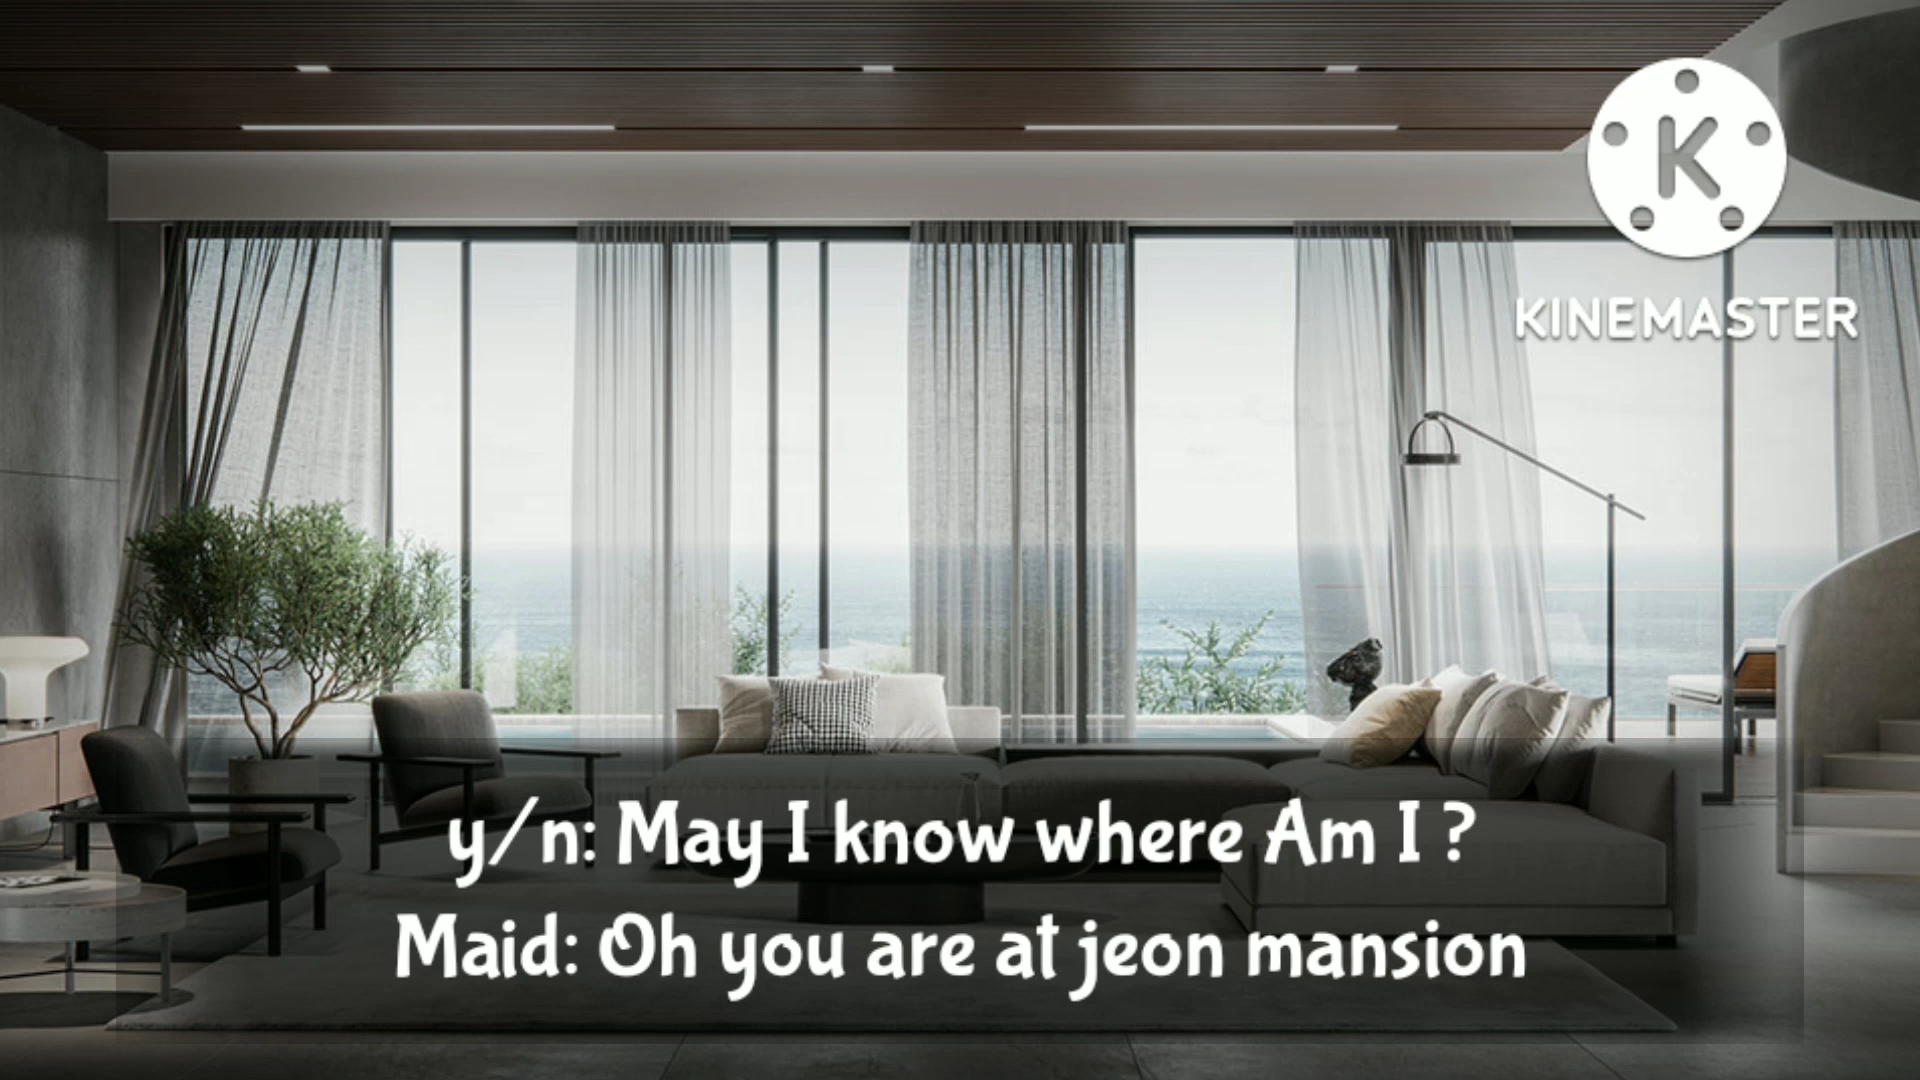 K
KINEMASTER
y/n: May I know where Am I ?
Maid: Oh you are at jeon mansion